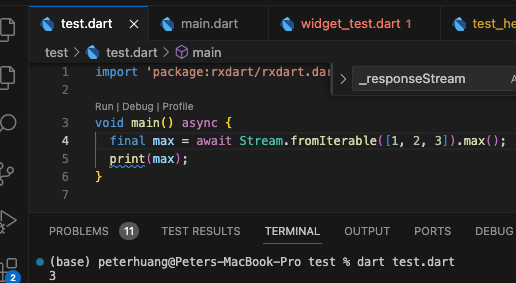 test.dart
main.dart
widget_test.dart 1
test_he
test > test.dart > main
1 import 'package:rxdart/rxdart.dar
_responseStream
2
Run | Debug | Profile
3 void main() async {
4 final max = await Stream.fromIterable([1, 2, 3]).max();
5 print(max);
6 }
7
PROBLEMS 11 TEST RESULTS TERMINAL OUTPUT PORTS DEBUG
(base) peterhuang@Peters-MacBook-Pro test % dart test.dart
3
2